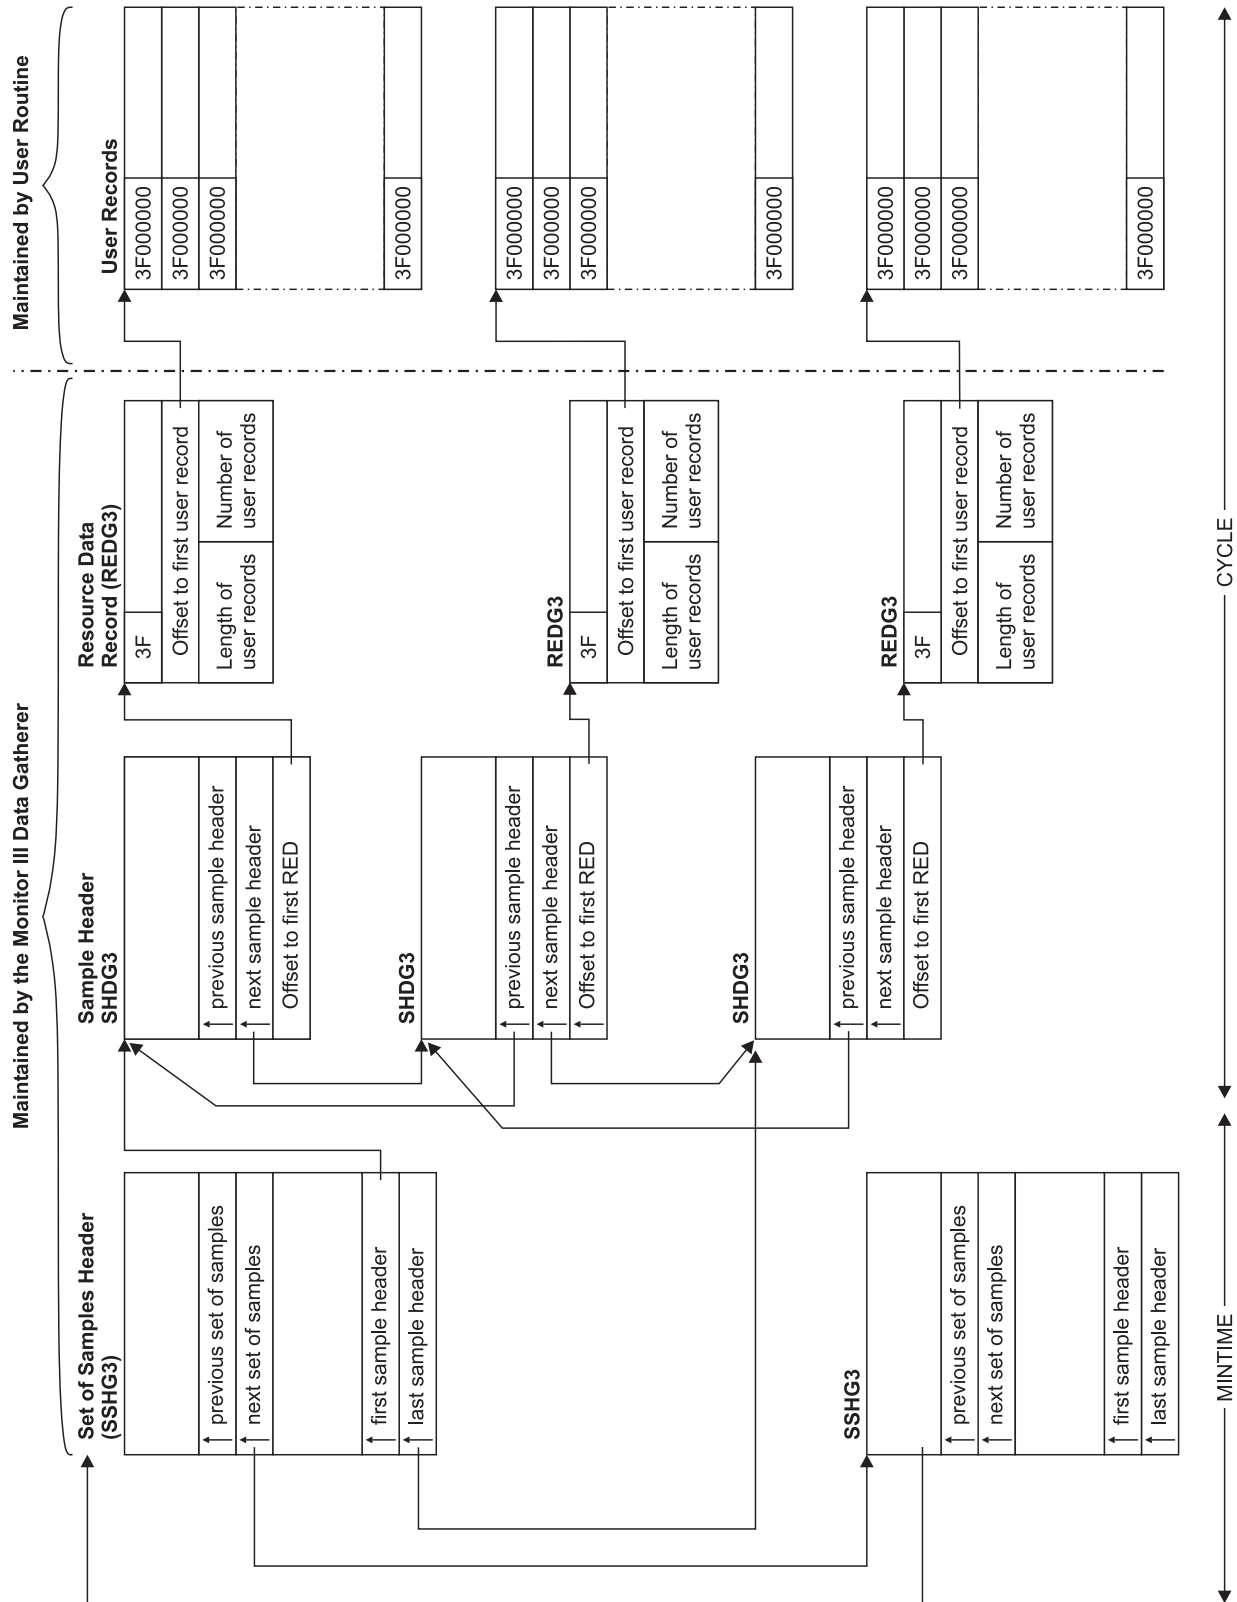 Maintained by the Monitor III Data Gatherer
Maintained by User Routine
Set of Samples Header
(SSHG3)
previous set of samples
next set of samples
first sample header
last sample header
Sample Header
SHDG3
previous sample header
next sample header
Offset to first RED
Resource Data
Record (REDG3)
3F
Offset to first user record
Length of
user records
Number of
user records
User Records
3F000000
3F000000
3F000000
3F000000
SHDG3
previous sample header
next sample header
Offset to first RED
REDG3
3F
Offset to first user record
Length of
user records
Number of
user records
3F000000
3F000000
3F000000
3F000000
SSHG3
previous set of samples
next set of samples
first sample header
last sample header
SHDG3
previous sample header
next sample header
Offset to first RED
REDG3
3F
Offset to first user record
Length of
user records
Number of
user records
3F000000
3F000000
3F000000
3F000000
MINTIME
CYCLE